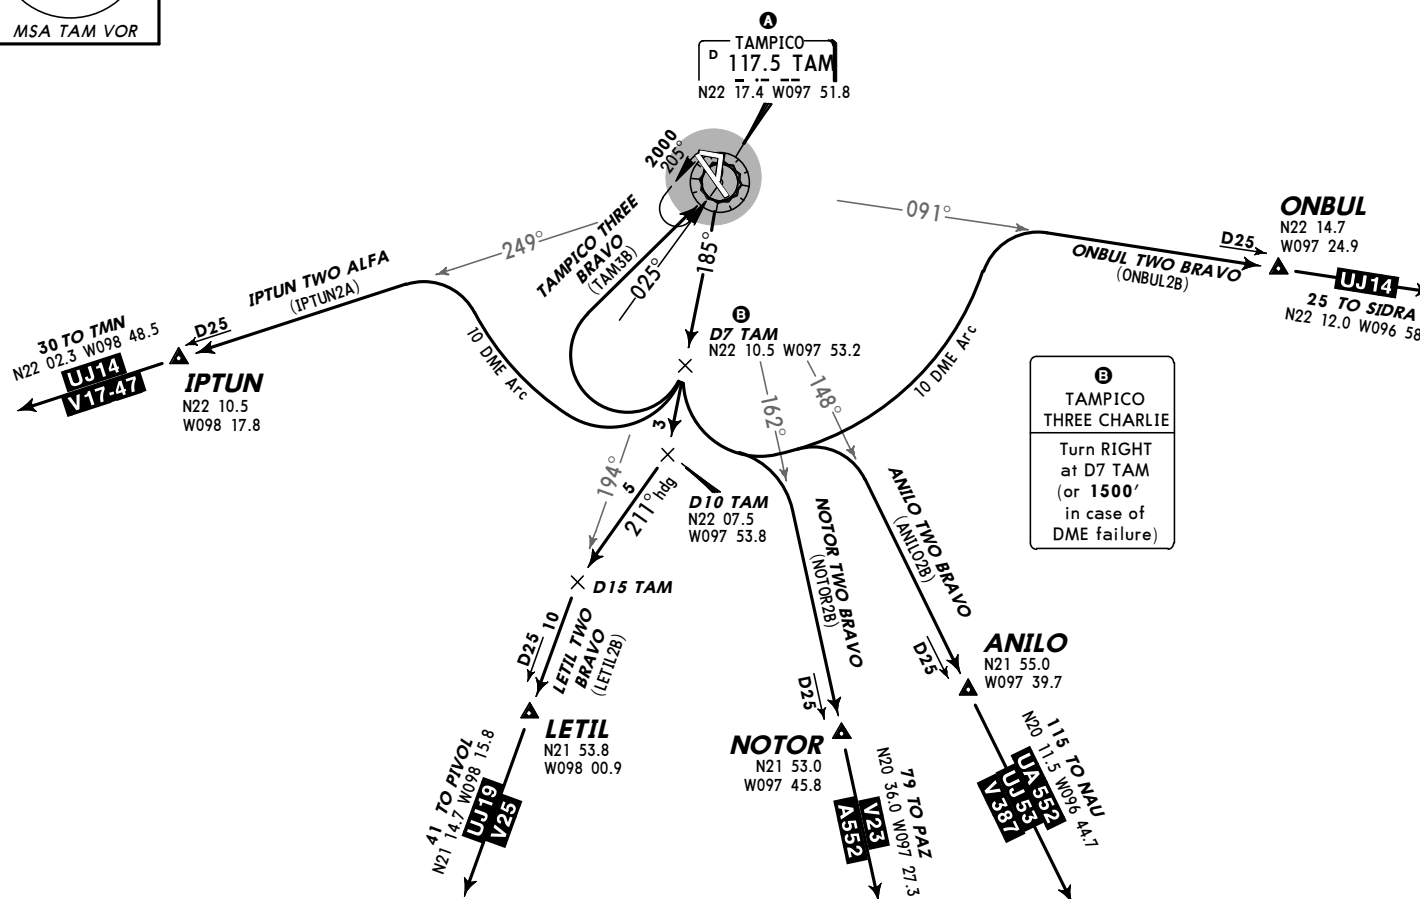 MSA TAM VOR
A
TAMPICO
D 117.5 TAM
N22 17.4 W097 51.8
2000
205°
TAMPICO THREE
BRAVO
(TAM3B)
025°
185°
249°
IPTUN TWO ALFA
(IPTUN2A)
D25
30 TO TMN
N22 02.3 W098 48.5
UJ14
V17-47
IPTUN
N22 10.5
W098 17.8
10 DME Arc
B
D7 TAM
N22 10.5 W097 53.2
091°
ONBUL
N22 14.7
W097 24.9
D25
ONBUL TWO BRAVO
(ONBUL2B)
UJ14
25 TO SIDRA
N22 12.0 W096 58
10 DME Arc
B
TAMPICO
THREE CHARLIE
Turn RIGHT
at D7 TAM
(or 1500'
in case of
DME failure)
162°
148°
3
194°
5
211° hdg
D10 TAM
N22 07.5
W097 53.8
D15 TAM
D25
10
LETIL TWO
BRAVO
(LETIL2B)
LETIL
N21 53.8
W098 00.9
41 TO PIVOL
N21 14.7 W098 15.8
UJ19
V25
NOTOR TWO BRAVO
(NOTOR2B)
D25
NOTOR
N21 53.0
W097 45.8
79 TO PAZ
N20 36.0 W097 27.3
V23
A552
ANILO TWO BRAVO
(ANILO2B)
D25
ANILO
N21 55.0
W097 39.7
115 TO NAU
N20 11.5 W096 44.7
UA552
UJ53
V387